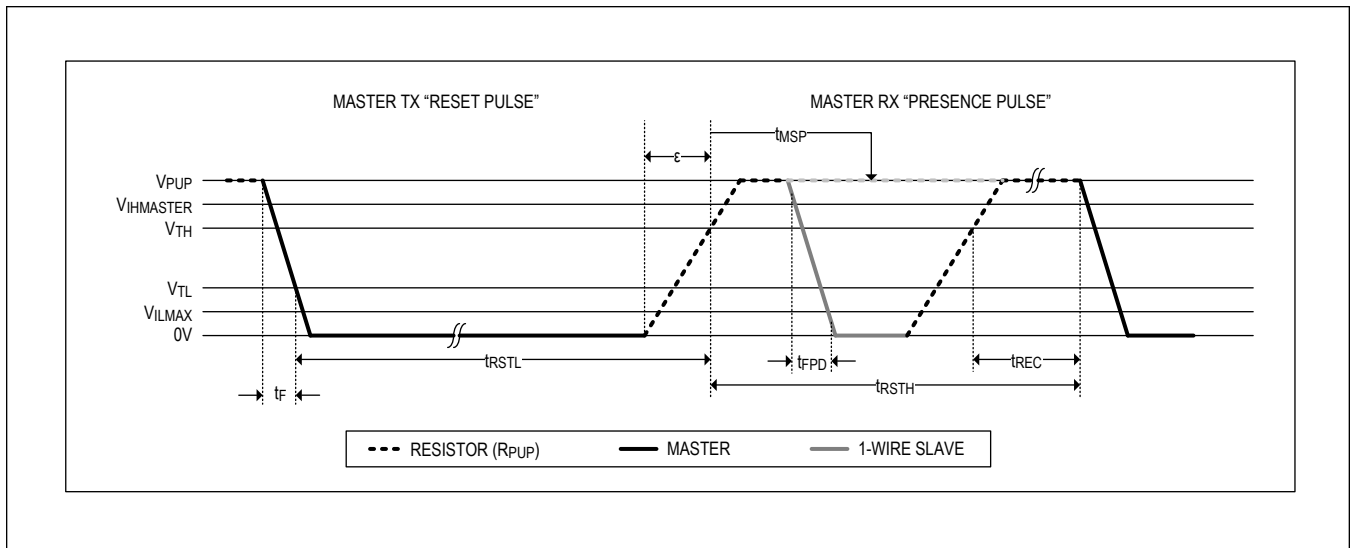 MASTER TX “RESET PULSE”
MASTER RX “PRESENCE PULSE”
tMSP
ε
VPUP
VIHMASTER
VTH
VTL
VILMAX
0V
tRSTL
tFPD
tREC
tF
tRSTH
RESISTOR (RPUP)
MASTER
1-WIRE SLAVE